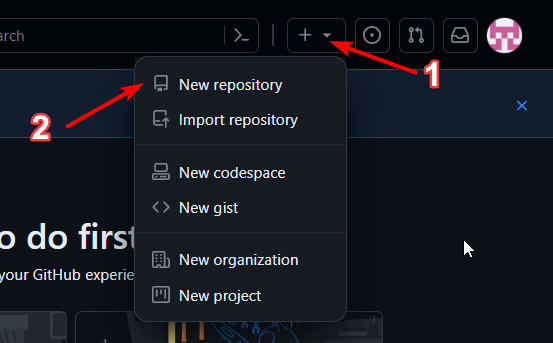 arch
1
New repository
2
Import repository
New codespace
New gist
o do first
your GitHub experie
New organization
New project